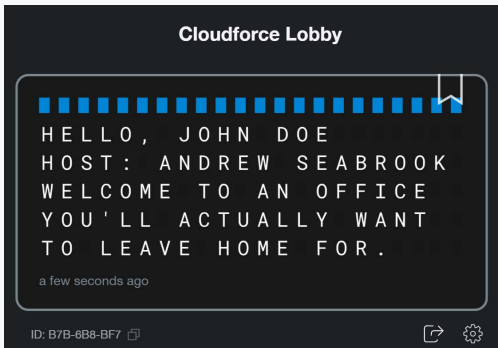 Cloudforce Lobby
HELLO, JOHN DOE
HOST: ANDREW SEABROOK
WELCOME TO AN OFFICE
YOU'LL ACTUALLY WANT
TO LEAVE HOME FOR.
a few seconds ago
ID: B7B-6B8-BF7